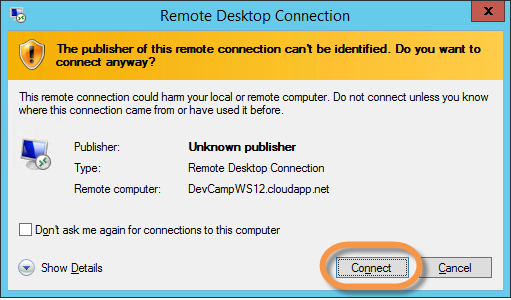 Remote Desktop Connection
x
The publisher of this remote connection can't be identified. Do you want to
connect anyway?
This remote connection could harm your local or remote computer. Do not connect unless you know
where this connection came from or have used it before.
Publisher: Unknown publisher
Type: Remote Desktop Connection
Remote computer: DevCampWS12.cloudapp.net
Don't ask me again for connections to this computer
Show Details Connect Cancel